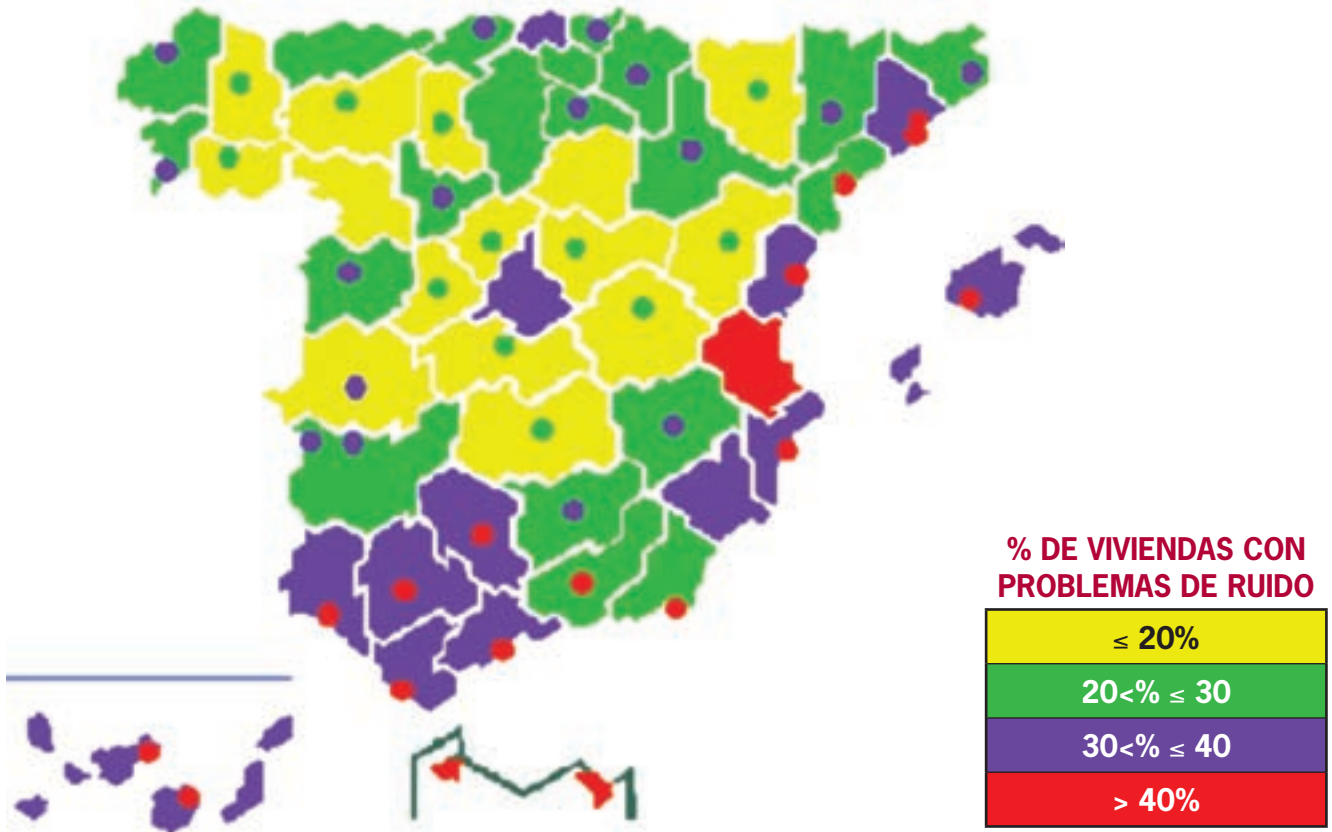 % DE VIVIENDAS CON
PROBLEMAS DE RUIDO
≤ 20%
20<% ≤ 30
30<% ≤ 40
> 40%